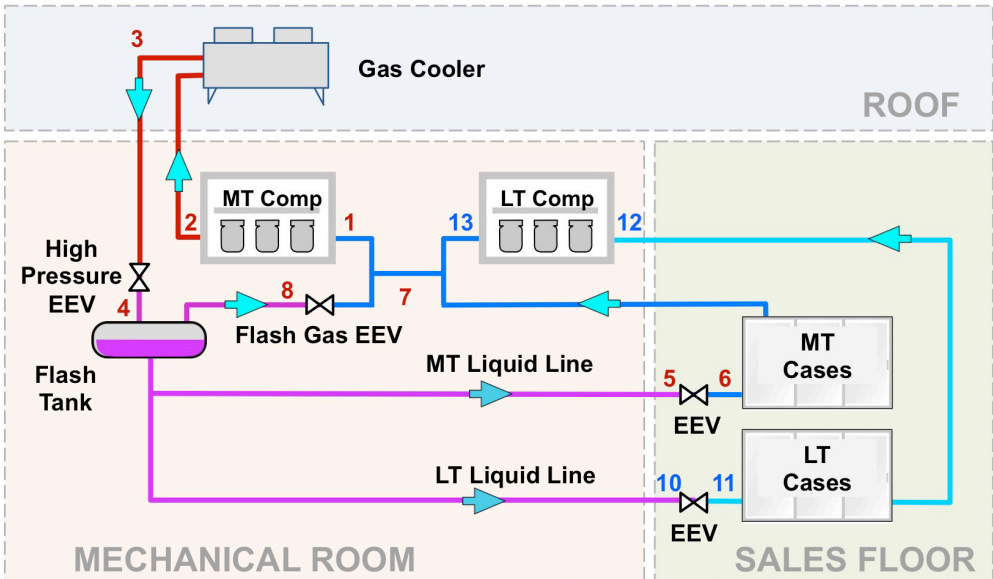 3
Gas Cooler
ROOF
MT Comp
LT Comp
2
1
13
12
High
Pressure
EEV
4
8
7
Flash Gas EEV
Flash
Tank
MT Liquid Line
5
6
EEV
MT
Cases
LT Liquid Line
10
11
EEV
LT
Cases
MECHANICAL ROOM
SALES FLOOR